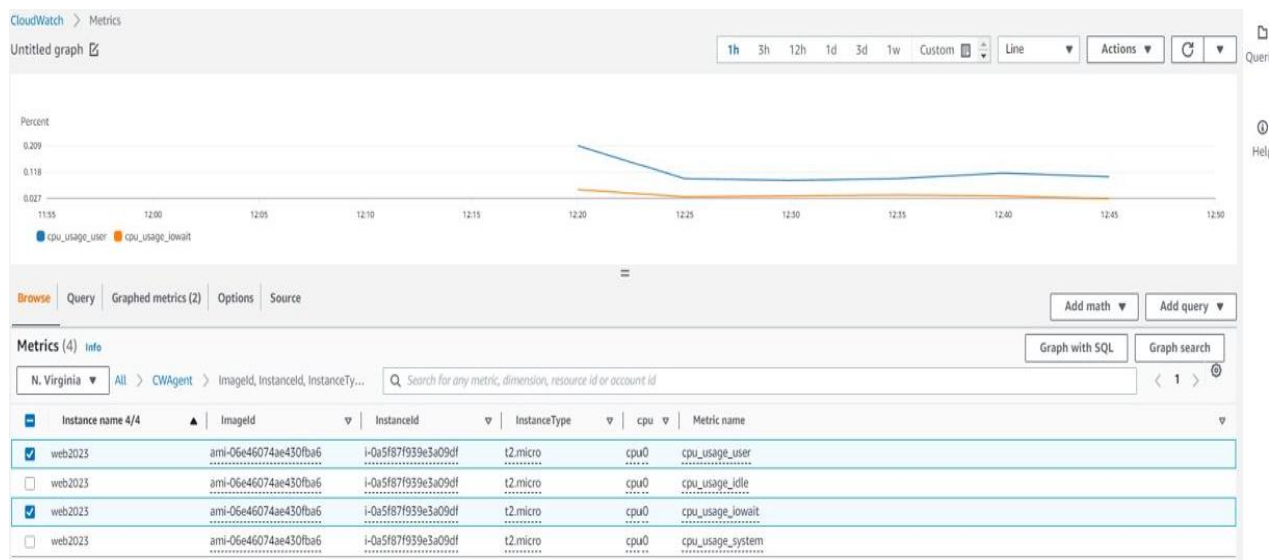 CloudWatch > Metrics
Untitled graph
1h 3h 12h 1d 3d 1w Custom Line Actions
Queri
Help
Percent
0.209
0.118
0.027
11:55 12:00 12:05 12:10 12:15 12:20 12:25 12:30 12:35 12:40 12:45 12:50
cpu_usage_user cpu_usage_iowait
Browse Query Graphed metrics (2) Options Source
Add math Add query
Metrics (4) Info
Graph with SQL Graph search
N. Virginia All > CWAgent > ImageId, InstanceId, InstanceTy... Search for any metric, dimension, resource id or account id < 1 >
Instance name 4/4 ImageId InstanceId InstanceType cpu Metric name
web2023 ami-06e46074ae430fba6 i-0a5f87f939e3a09df t2.micro cpu0 cpu_usage_user
web2023 ami-06e46074ae430fba6 i-0a5f87f939e3a09df t2.micro cpu0 cpu_usage_idle
web2023 ami-06e46074ae430fba6 i-0a5f87f939e3a09df t2.micro cpu0 cpu_usage_iowait
web2023 ami-06e46074ae430fba6 i-0a5f87f939e3a09df t2.micro cpu0 cpu_usage_system